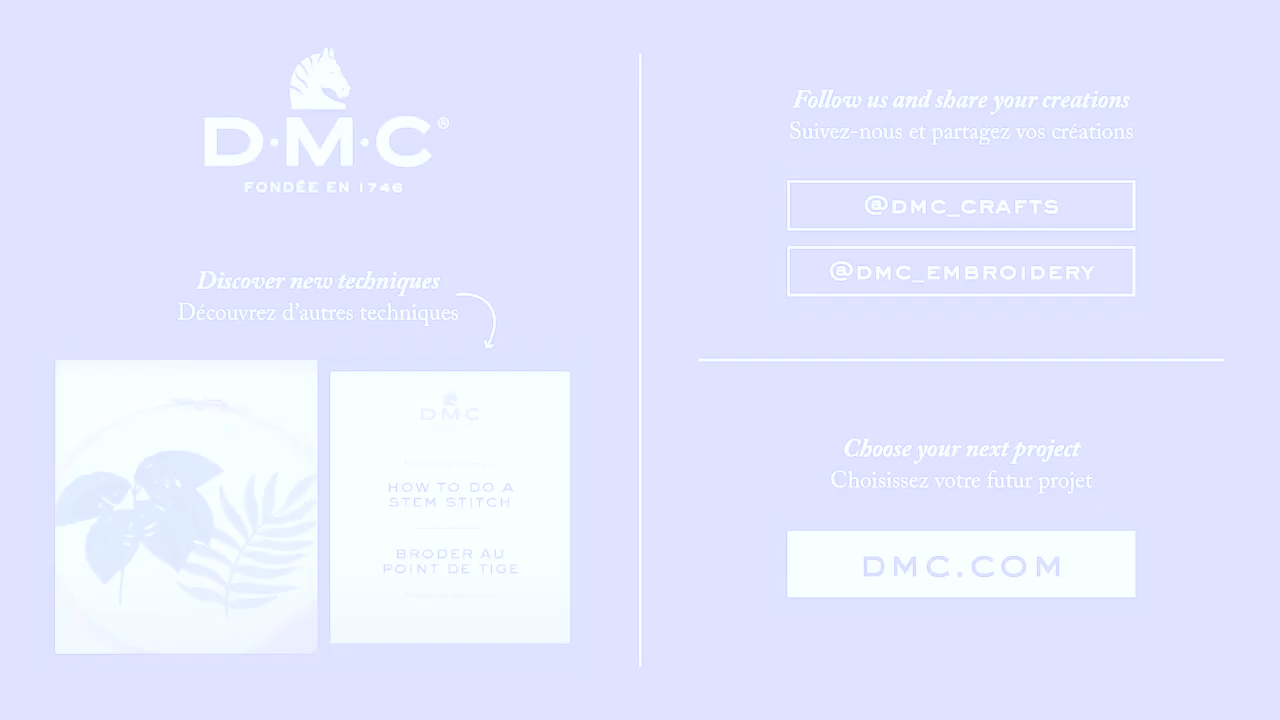 D·M·C®
FONDÉE EN 1746
Discover new techniques
Découvrez d'autres techniques
D·M·C
HOW TO DO A
STEM STITCH
BRODER AU
POINT DE TIGE
Follow us and share your creations
Suivez-nous et partagez vos créations
@DMC_CRAFTS
@DMC_EMBROIDERY
Choose your next project
Choisissez votre futur projet
DMC.COM